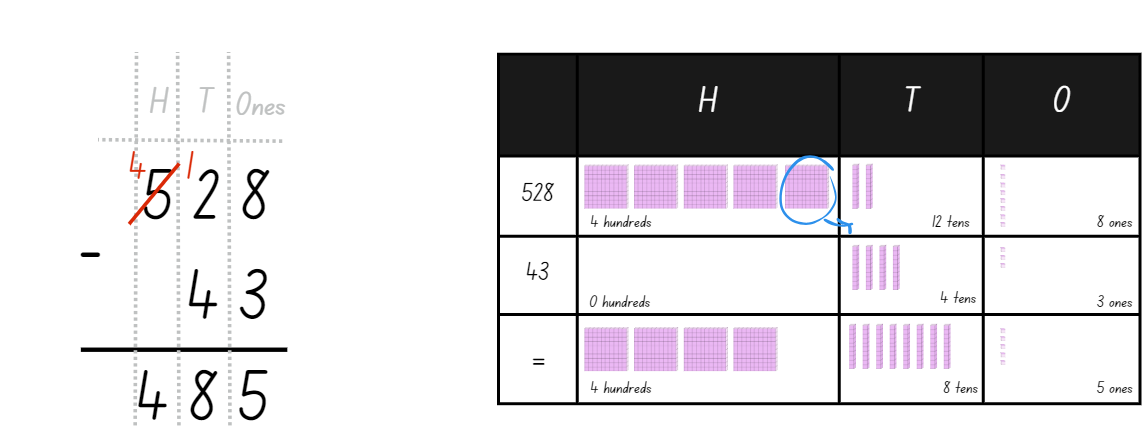 H T Ones
4 1
5 2 8
- 4 3
4 8 5
H T O
528 4 hundreds 12 tens 8 ones
43 0 hundreds 4 tens 3 ones
= 4 hundreds 8 tens 5 ones